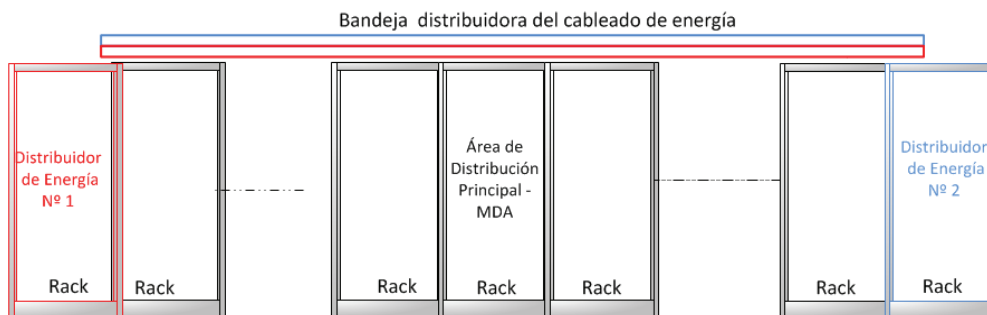 Bandeja distribuidora del cableado de energía
Distribuidor
de Energía
Nº 1
Rack
Rack
Rack
Área de
Distribución
Principal -
MDA
Rack
Rack
Rack
Distribuidor
de Energía
Nº 2
Rack